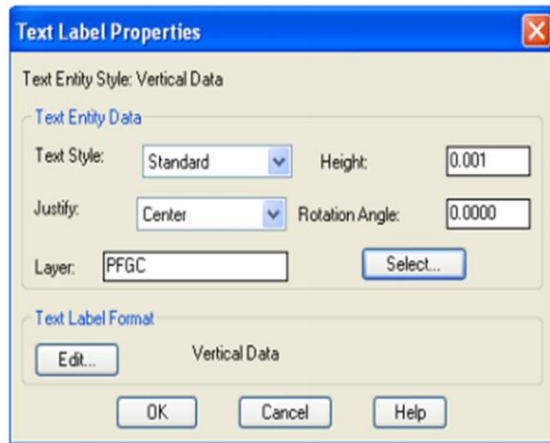 Text Label Properties
Text Entity Style: Vertical Data
Text Entity Data
Text Style: Standard Height: 0.001
Justify: Center Rotation Angle: 0.0000
Layer: PFGC Select...
Text Label Format
Edit... Vertical Data
OK Cancel Help